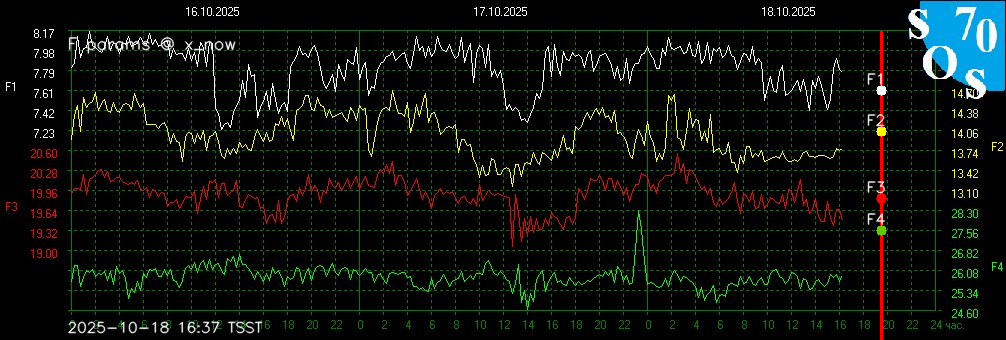 16.10.2025 17.10.2025 18.10.2025
S 70
O S
F params @ x_now
8.17
7.98
7.79
F1 7.61 F1 14.70
7.42 14.38
7.23 F2 14.06
20.60 13.74 F2
20.28 13.42
19.96 F3 13.10
F3 19.64 F4 28.30
19.32 27.56
19.00 26.82
26.08 F4
25.34
24.60
2025-10-18 16:37 TSST
18 20 22 0 2 4 6 8 10 12 14 16 18 20 22 0 2 4 6 8 10 12 14 16 18 20 22 24 час.